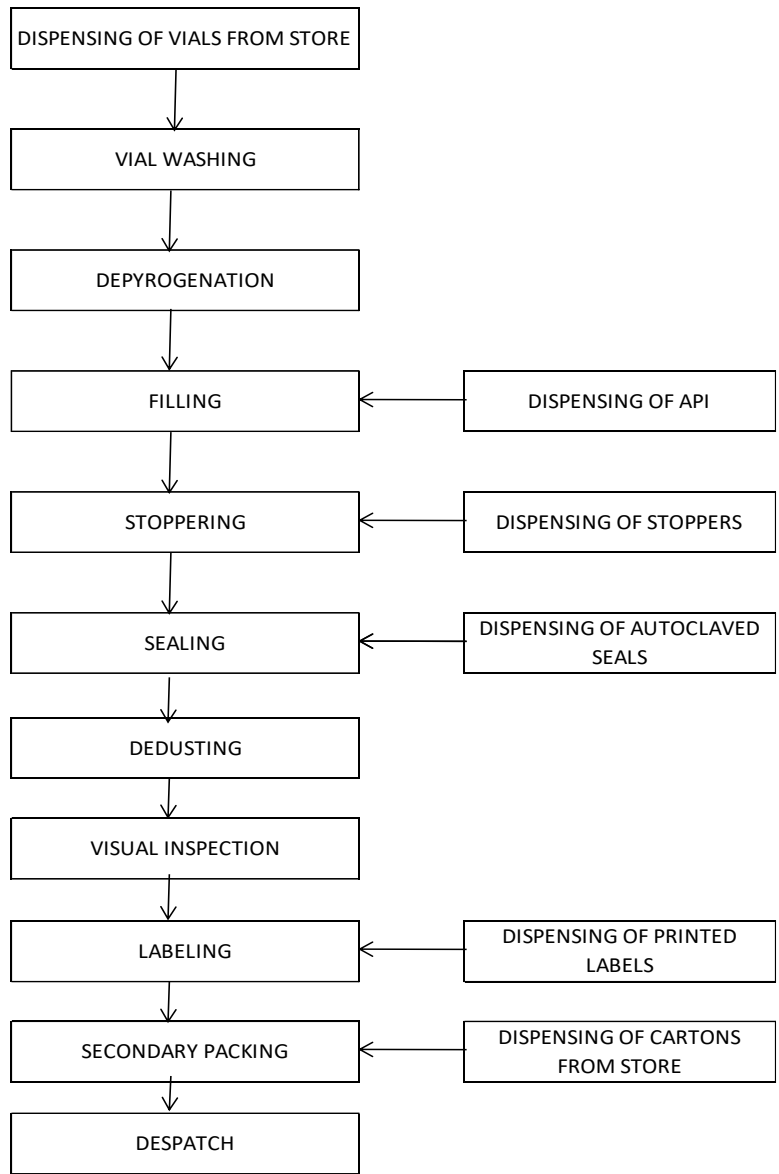 DISPENSING OF VIALS FROM STORE
VIAL WASHING
DEPYROGENATION
FILLING
DISPENSING OF API
STOPPERING
DISPENSING OF STOPPERS
SEALING
DISPENSING OF AUTOCLAVED
SEALS
DEDUSTING
VISUAL INSPECTION
LABELING
DISPENSING OF PRINTED
LABELS
SECONDARY PACKING
DISPENSING OF CARTONS
FROM STORE
DESPATCH